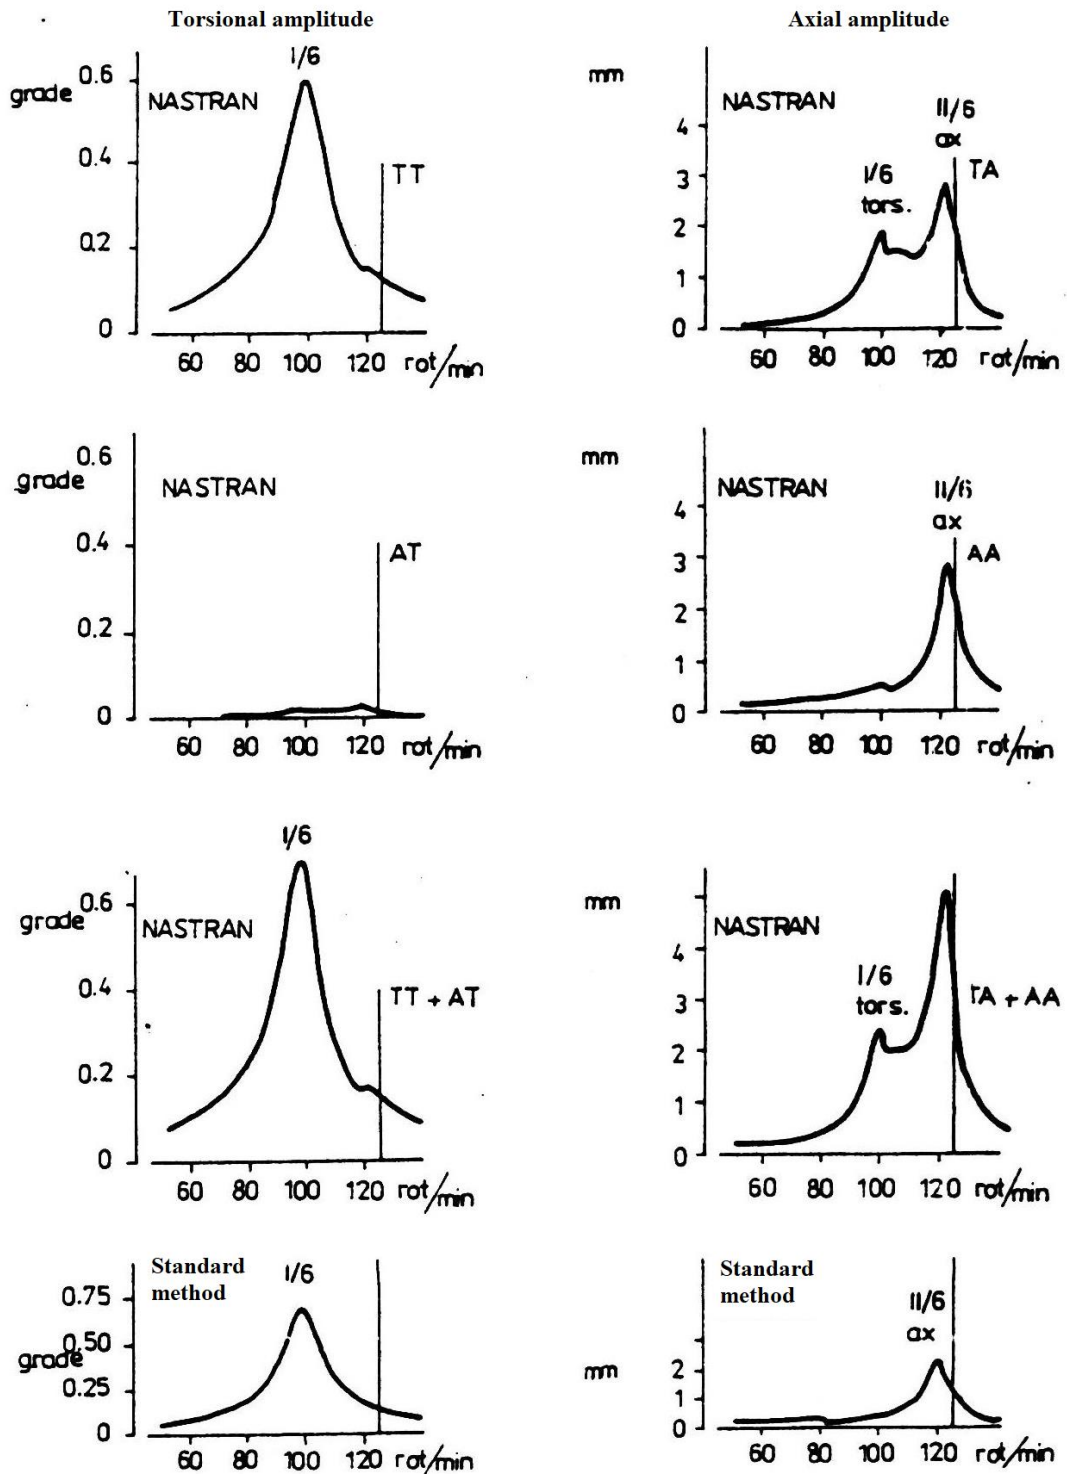 Torsional amplitude
Axial amplitude
I/6
grade
0.6
0.4
0.2
0
NASTRAN
TT
60 80 100 120 rot/min
mm
4
3
2
1
0
NASTRAN
I/6
tors.
II/6
ax
TA
60 80 100 120 rot/min
grade
0.6
0.4
0.2
0
NASTRAN
AT
60 80 100 120 rot/min
mm
4
3
2
1
0
NASTRAN
II/6
ax
AA
60 80 100 120 rot/min
I/6
grade
0.6
0.4
0.2
0
NASTRAN
TT + AT
60 80 100 120 rot/min
mm
4
3
2
1
0
NASTRAN
I/6
tors.
TA + AA
60 80 100 120 rot/min
Standard
method
I/6
grade
0.75
0.50
0.25
0
60 80 100 120 rot/min
Standard
method
II/6
ax
mm
2
1
0
60 80 100 120 rot/min